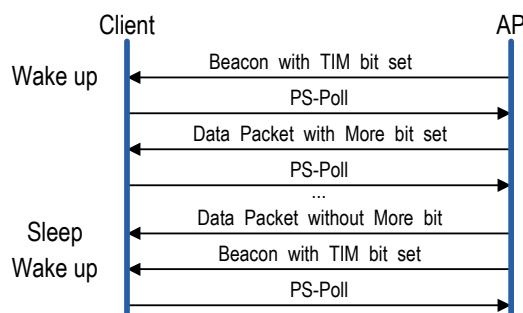 Client AP
Beacon with TIM bit set
Wake up
PS-Poll
Data Packet with More bit set
PS-Poll
...
Data Packet without More bit
Sleep
Beacon with TIM bit set
Wake up
PS-Poll